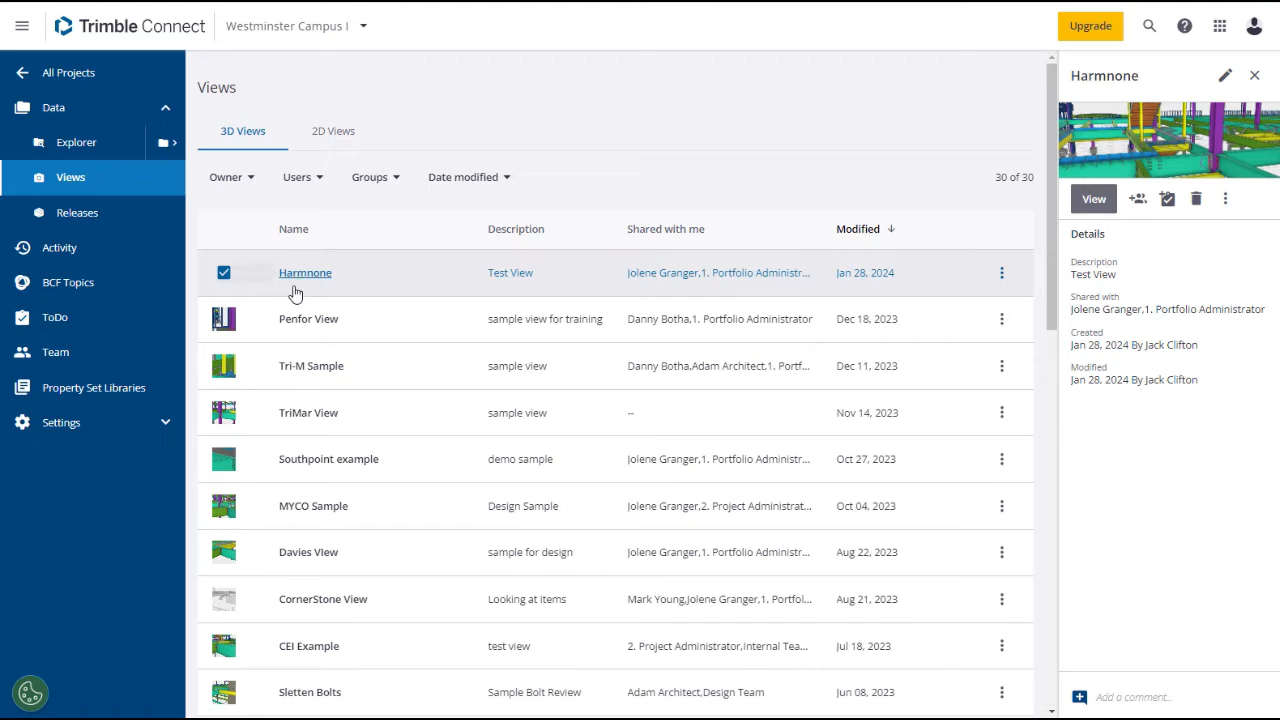 Trimble Connect
Westminster Campus I
Upgrade
All Projects
Data
Explorer
Views
Releases
Activity
BCF Topics
ToDo
Team
Property Set Libraries
Settings
Views
3D Views 2D Views
Owner Users Groups Date modified 30 of 30
Name Description Shared with me Modified
Harmnone Test View Jolene Granger,1. Portfolio Administr... Jan 28, 2024
Penfor View sample view for training Danny Botha,1. Portfolio Administrator Dec 18, 2023
Tri-M Sample sample view Danny Botha,Adam Architect,1. Portf... Dec 11, 2023
TriMar View sample view -- Nov 14, 2023
Southpoint example demo sample Jolene Granger,1. Portfolio Administr... Oct 27, 2023
MYCO Sample Design Sample Jolene Granger,2. Project Administrat... Oct 04, 2023
Davies VIew sample for design Jolene Granger,1. Portfolio Administr... Aug 22, 2023
CornerStone View Looking at items Mark Young,Jolene Granger,1. Portfol... Aug 21, 2023
CEI Example test view 2. Project Administrator,Internal Tea... Jul 18, 2023
Sletten Bolts Sample Bolt Review Adam Architect,Design Team Jun 08, 2023
Harmnone
View
Details
Description
Test View
Shared with
Jolene Granger,1. Portfolio Administrator
Created
Jan 28, 2024 By Jack Clifton
Modified
Jan 28, 2024 By Jack Clifton
Add a comment...